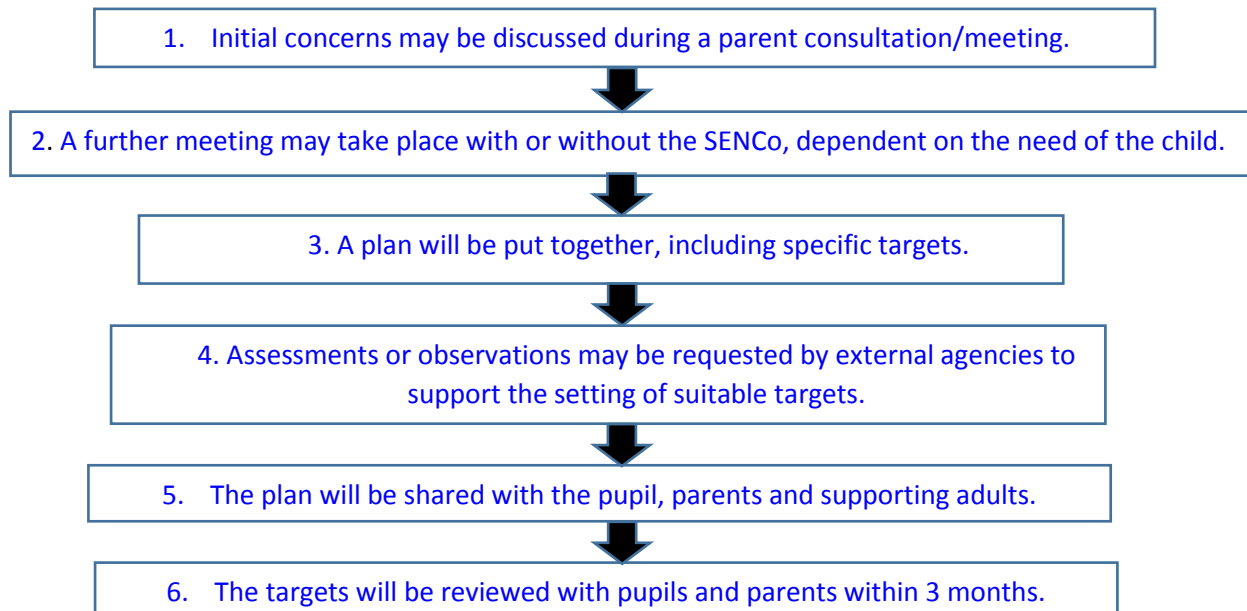 1. Initial concerns may be discussed during a parent consultation/meeting.
2. A further meeting may take place with or without the SENCo, dependent on the need of the child.
3. A plan will be put together, including specific targets.
4. Assessments or observations may be requested by external agencies to
support the setting of suitable targets.
5. The plan will be shared with the pupil, parents and supporting adults.
6. The targets will be reviewed with pupils and parents within 3 months.